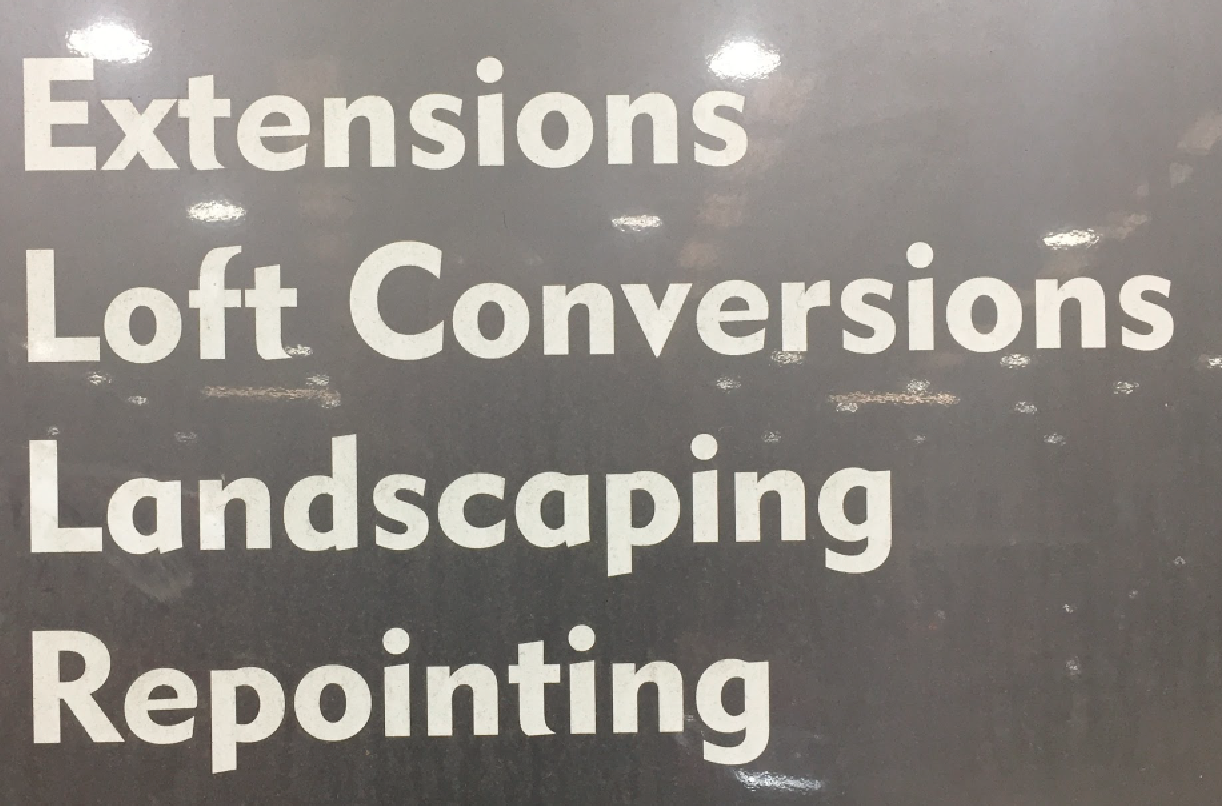 Extensions
Loft Conversions
Landscaping
Repointing